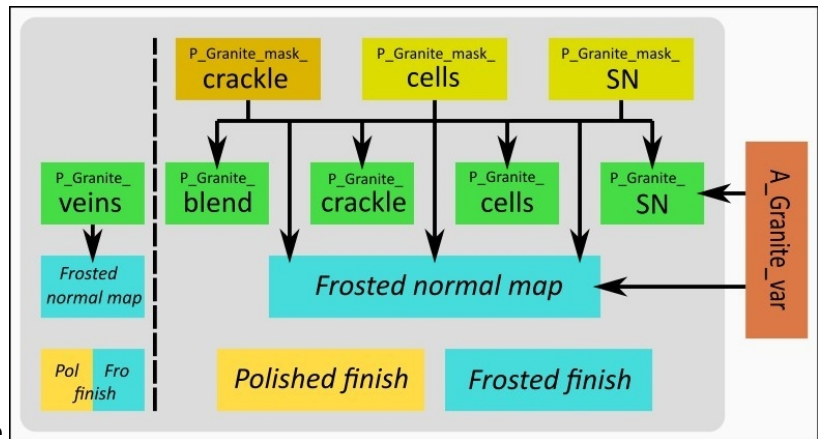 P_Granite_mask_
crackle
P_Granite_mask_
cells
P_Granite_mask_
SN
P_Granite_
veins
P_Granite_
blend
P_Granite_
crackle
P_Granite_
cells
P_Granite_
SN
A_Granite_var
Frosted
normal map
Frosted normal map
Pol Fro
finish
Polished finish
Frosted finish